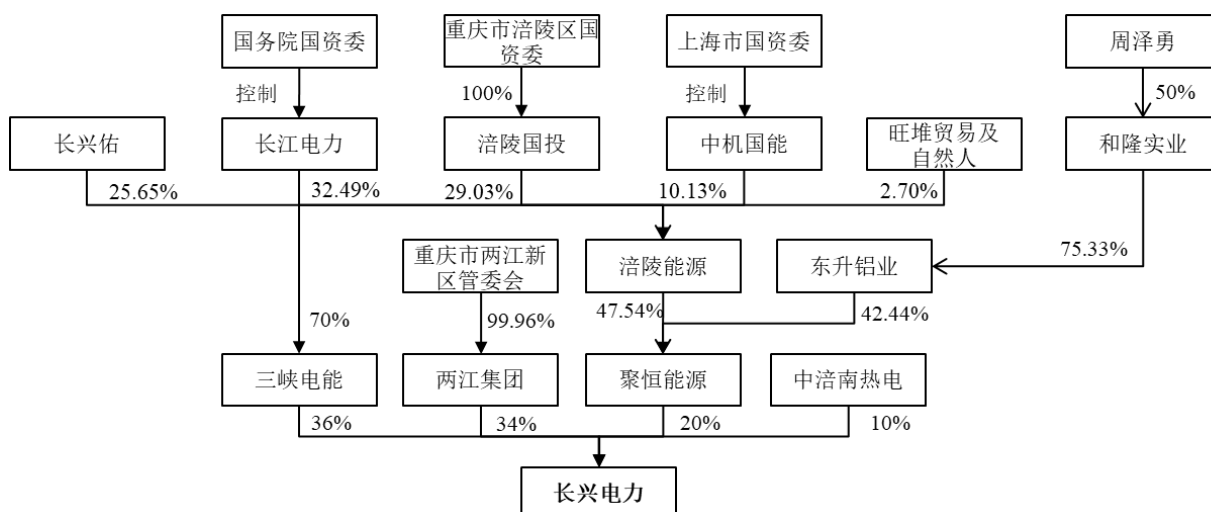 国务院国资委
重庆市涪陵区国
资委
上海市国资委
周泽勇
控制
100%
控制
50%
长兴佑
长江电力
涪陵国投
中机国能
旺堆贸易及
自然人
和隆实业
25.65%
32.49%
29.03%
10.13%
2.70%
重庆市两江新
区管委会
涪陵能源
东升铝业
75.33%
70%
99.96%
47.54%
42.44%
三峡电能
两江集团
聚恒能源
中涪南热电
36%
34%
20%
10%
长兴电力